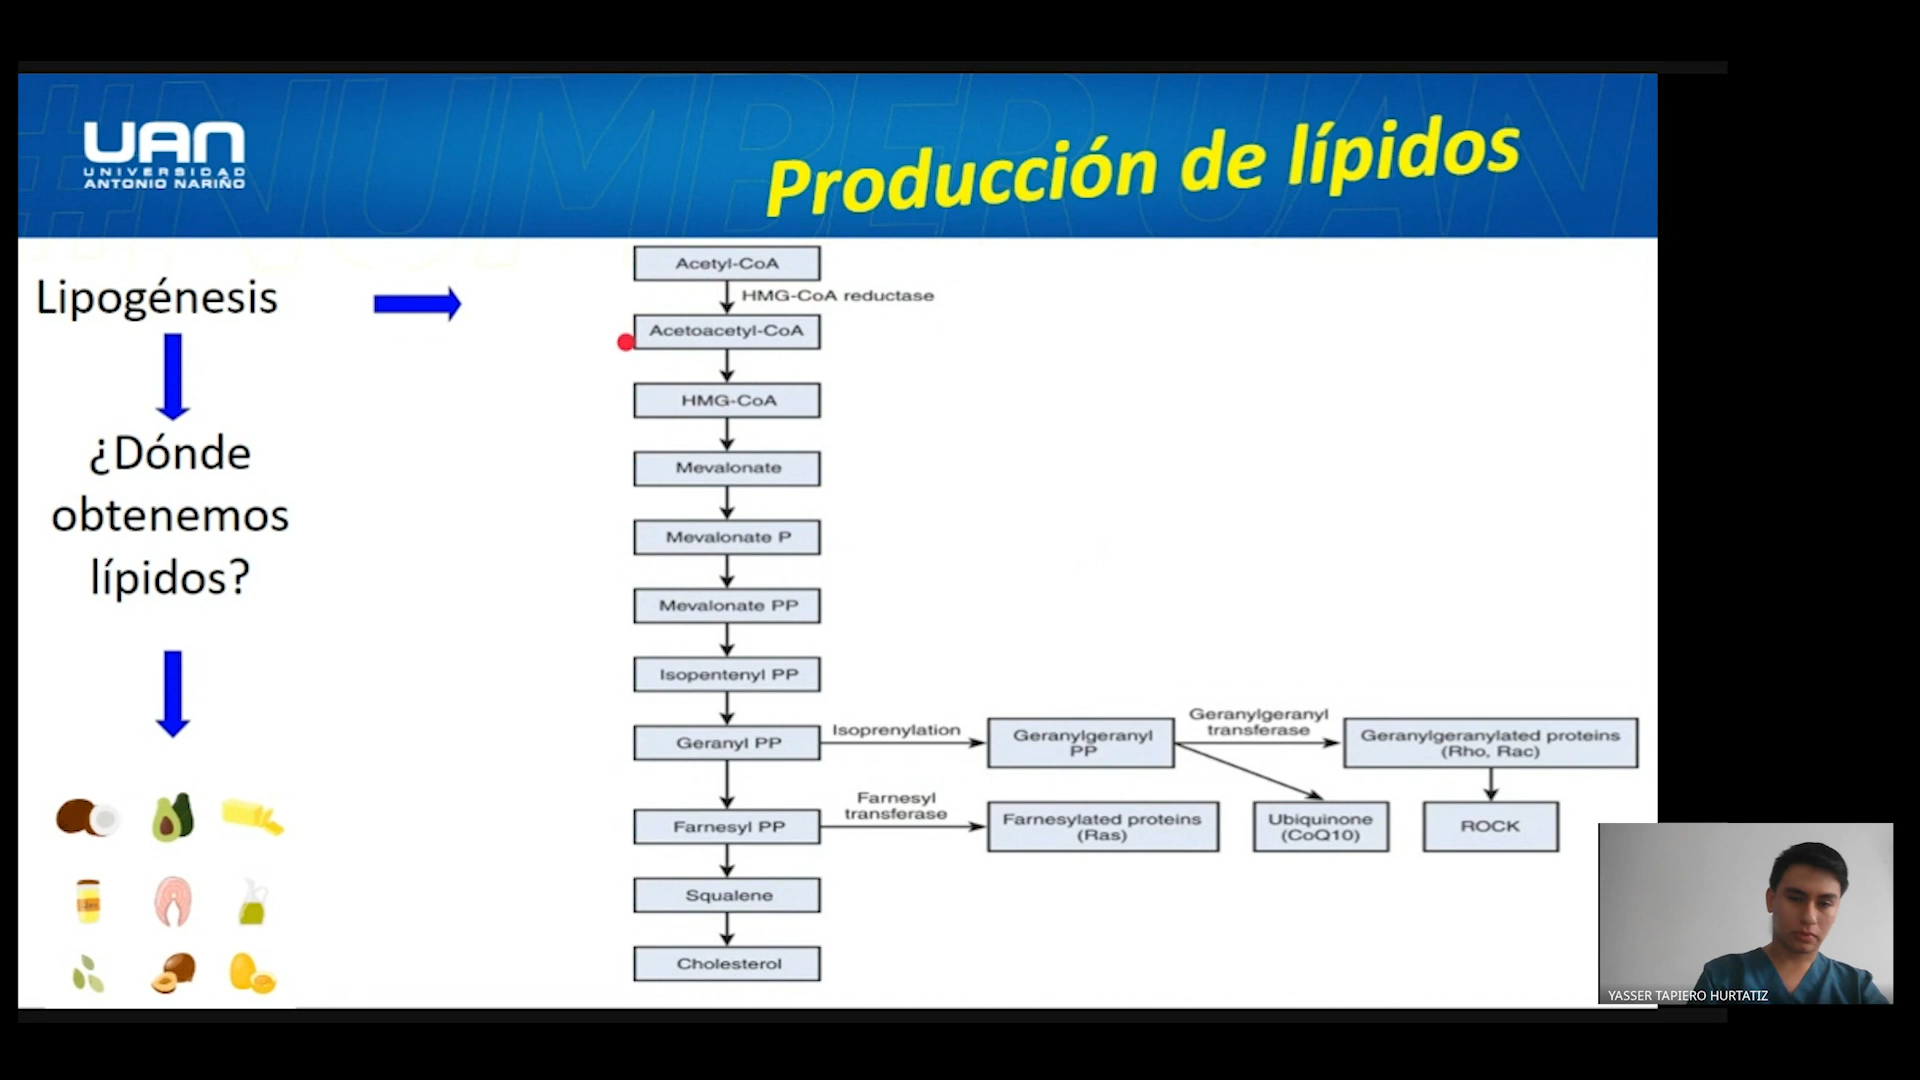 UAN
UNIVERSIDAD
ANTONIO NARIÑO
Producción de lípidos
Lipogénesis
¿Dónde
obtenemos
lípidos?
Acetyl-CoA
HMG-CoA reductase
Acetoacetyl-CoA
HMG-CoA
Mevalonate
Mevalonate P
Mevalonate PP
Isopentenyl PP
Geranyl PP
Isoprenylation
Geranylgeranyl
PP
Geranylgeranyl
transferase
Geranylgeranylated proteins
(Rho, Rac)
Farnesyl PP
Farnesyl
transferase
Farnesylated proteins
(Ras)
Ubiquinone
(CoQ10)
ROCK
Squalene
Cholesterol
YASSER TAPIERO HURTATIZ